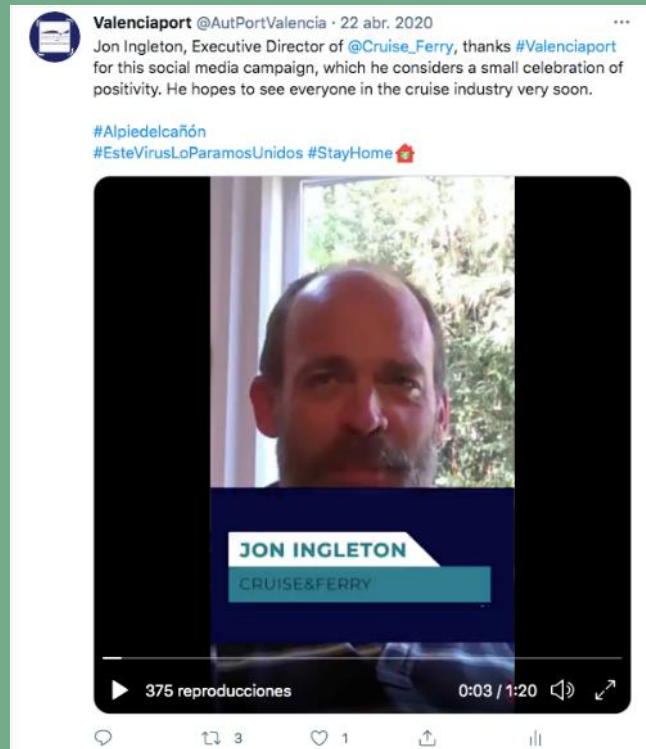 Valenciaport @AutPortValencia · 22 abr. 2020
Jon Ingleton, Executive Director of @Cruise_Ferry, thanks #Valenciaport
for this social media campaign, which he considers a small celebration of
positivity. He hopes to see everyone in the cruise industry very soon.
#Alpiedelcañón
#EsteVirusLoParamosUnidos #StayHome
JON INGLETON
CRUISE&FERRY
375 reproducciones 0:03 / 1:20
3 1